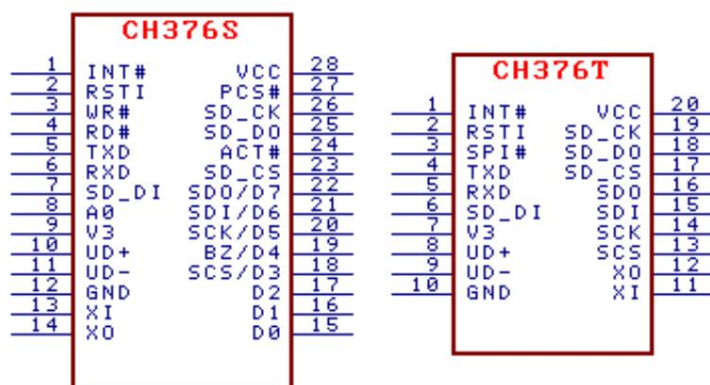 CH376S
1 INT# VCC 28
2 RSTI PCS# 27
3 WR# SD_CK 26
4 RD# SD_DO 25
5 TXD ACT# 24
6 RXD SD_CS 23
7 SD_DI SDO/D7 22
8 A0 SDI/D6 21
9 V3 SCK/D5 20
10 UD+ BZ/D4 19
11 UD- SCS/D3 18
12 GND D2 17
13 XI D1 16
14 XO D0 15
CH376T
1 INT# VCC 20
2 RSTI SD_CK 19
3 SPI# SD_DO 18
4 TXD SD_CS 17
5 RXD SDO 16
6 SD_DI SDI 15
7 V3 SCK 14
8 UD+ SCS 13
9 UD- XO 12
10 GND XI 11